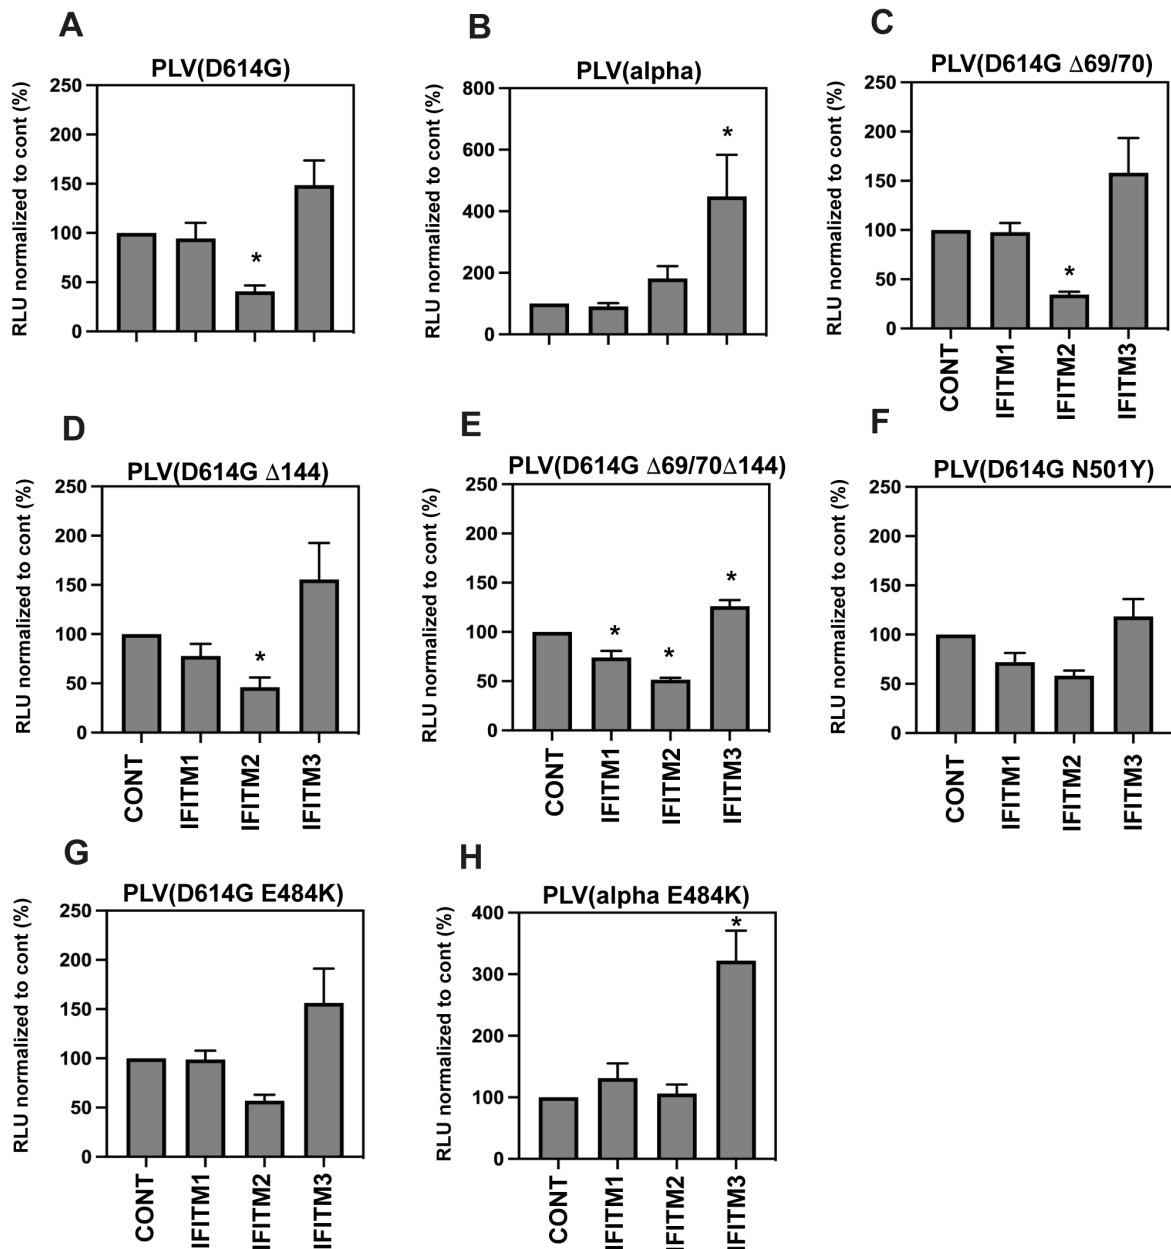 A
PLV(D614G)
RLU normalized to cont (%)
250
200
150
100
50
0
*
B
PLV(alpha)
RLU normalized to cont (%)
800
600
400
200
0
*
C
PLV(D614G Δ69/70)
RLU normalized to cont (%)
250
200
150
100
50
0
*
CONT
IFITM1
IFITM2
IFITM3
D
PLV(D614G Δ144)
RLU normalized to cont (%)
250
200
150
100
50
0
*
CONT
IFITM1
IFITM2
IFITM3
E
PLV(D614G Δ69/70Δ144)
RLU normalized to cont (%)
250
200
150
100
50
0
*
*
*
CONT
IFITM1
IFITM2
IFITM3
F
PLV(D614G N501Y)
RLU normalized to cont (%)
250
200
150
100
50
0
CONT
IFITM1
IFITM2
IFITM3
G
PLV(D614G E484K)
RLU normalized to cont (%)
250
200
150
100
50
0
CONT
IFITM1
IFITM2
IFITM3
H
PLV(alpha E484K)
RLU normalized to cont (%)
400
300
200
100
0
*
CONT
IFITM1
IFITM2
IFITM3